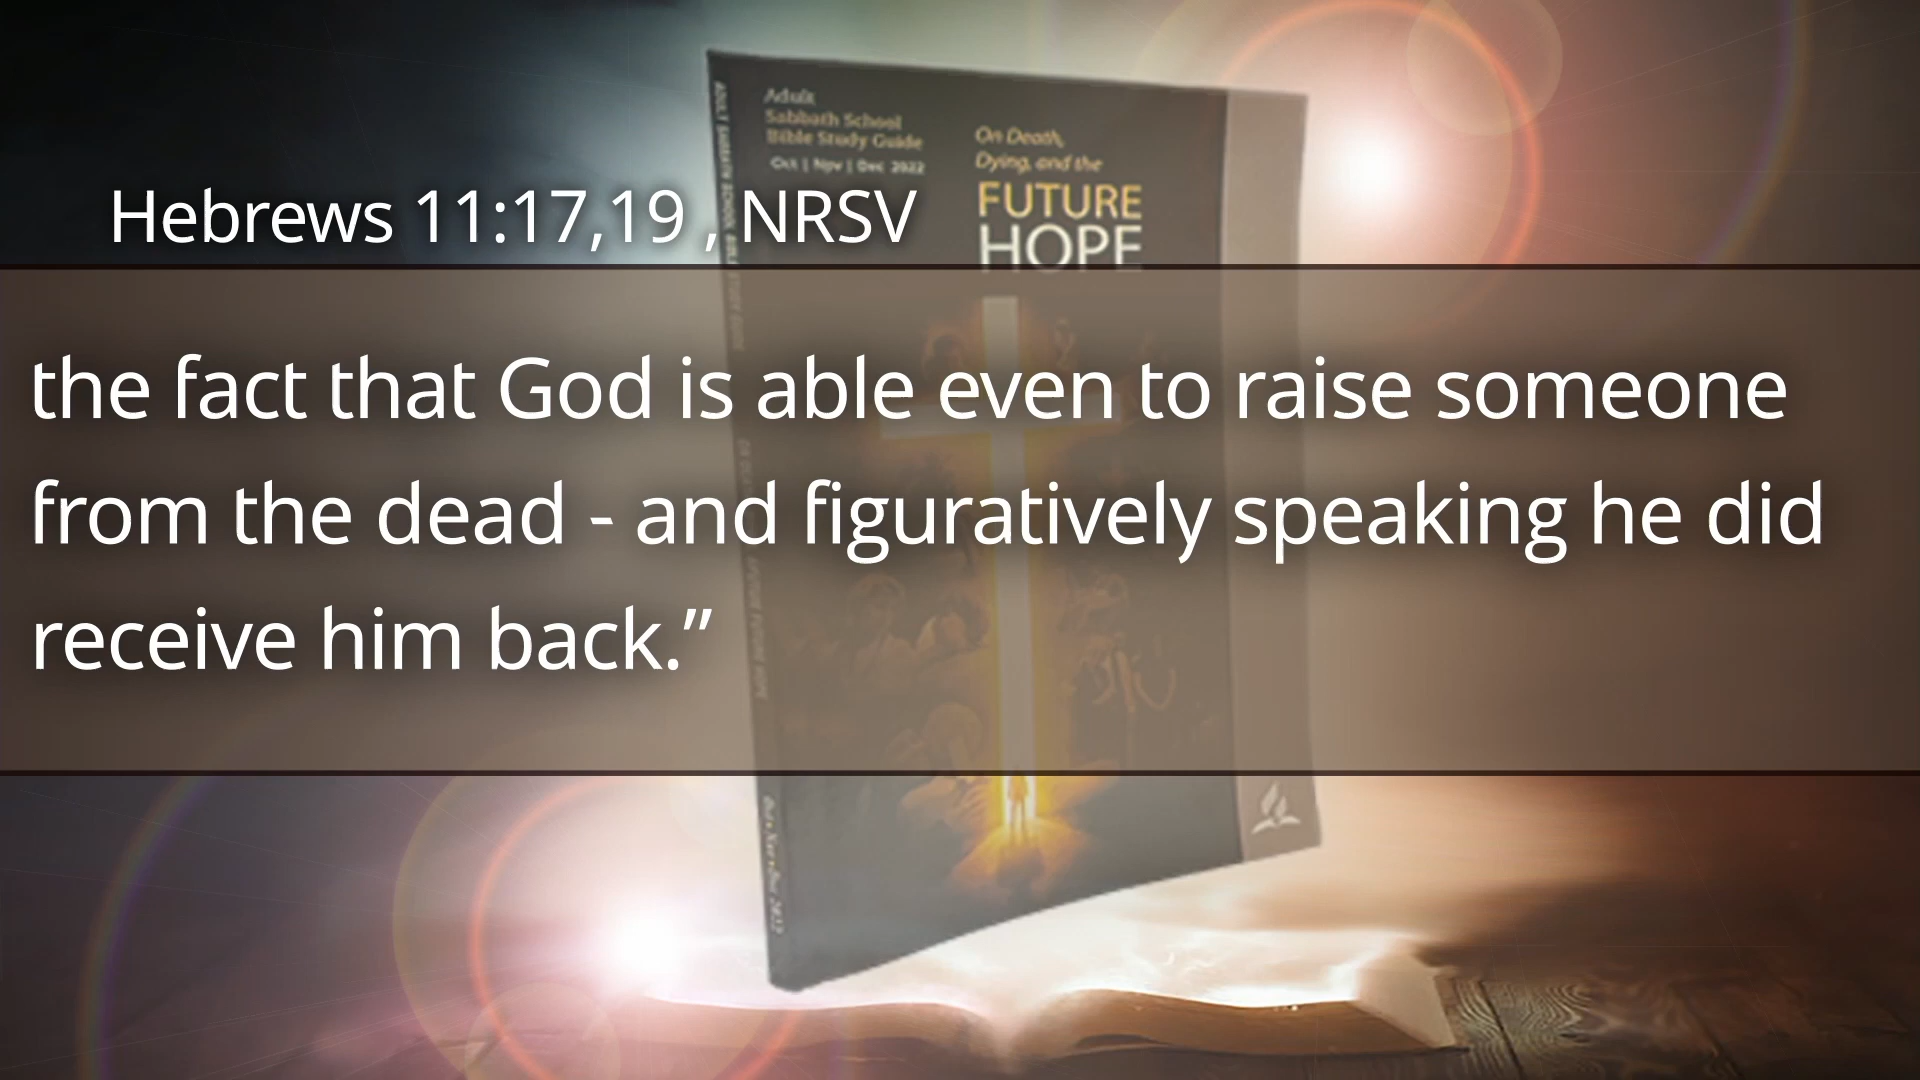 Adult
Sabbath School
Bible Study Guide
Oct | Nov | Dec 2022
On Death,
Dying, and the
FUTURE
HOPE
Hebrews 11:17,19 , NRSV
the fact that God is able even to raise someone
from the dead - and figuratively speaking he did
receive him back.”